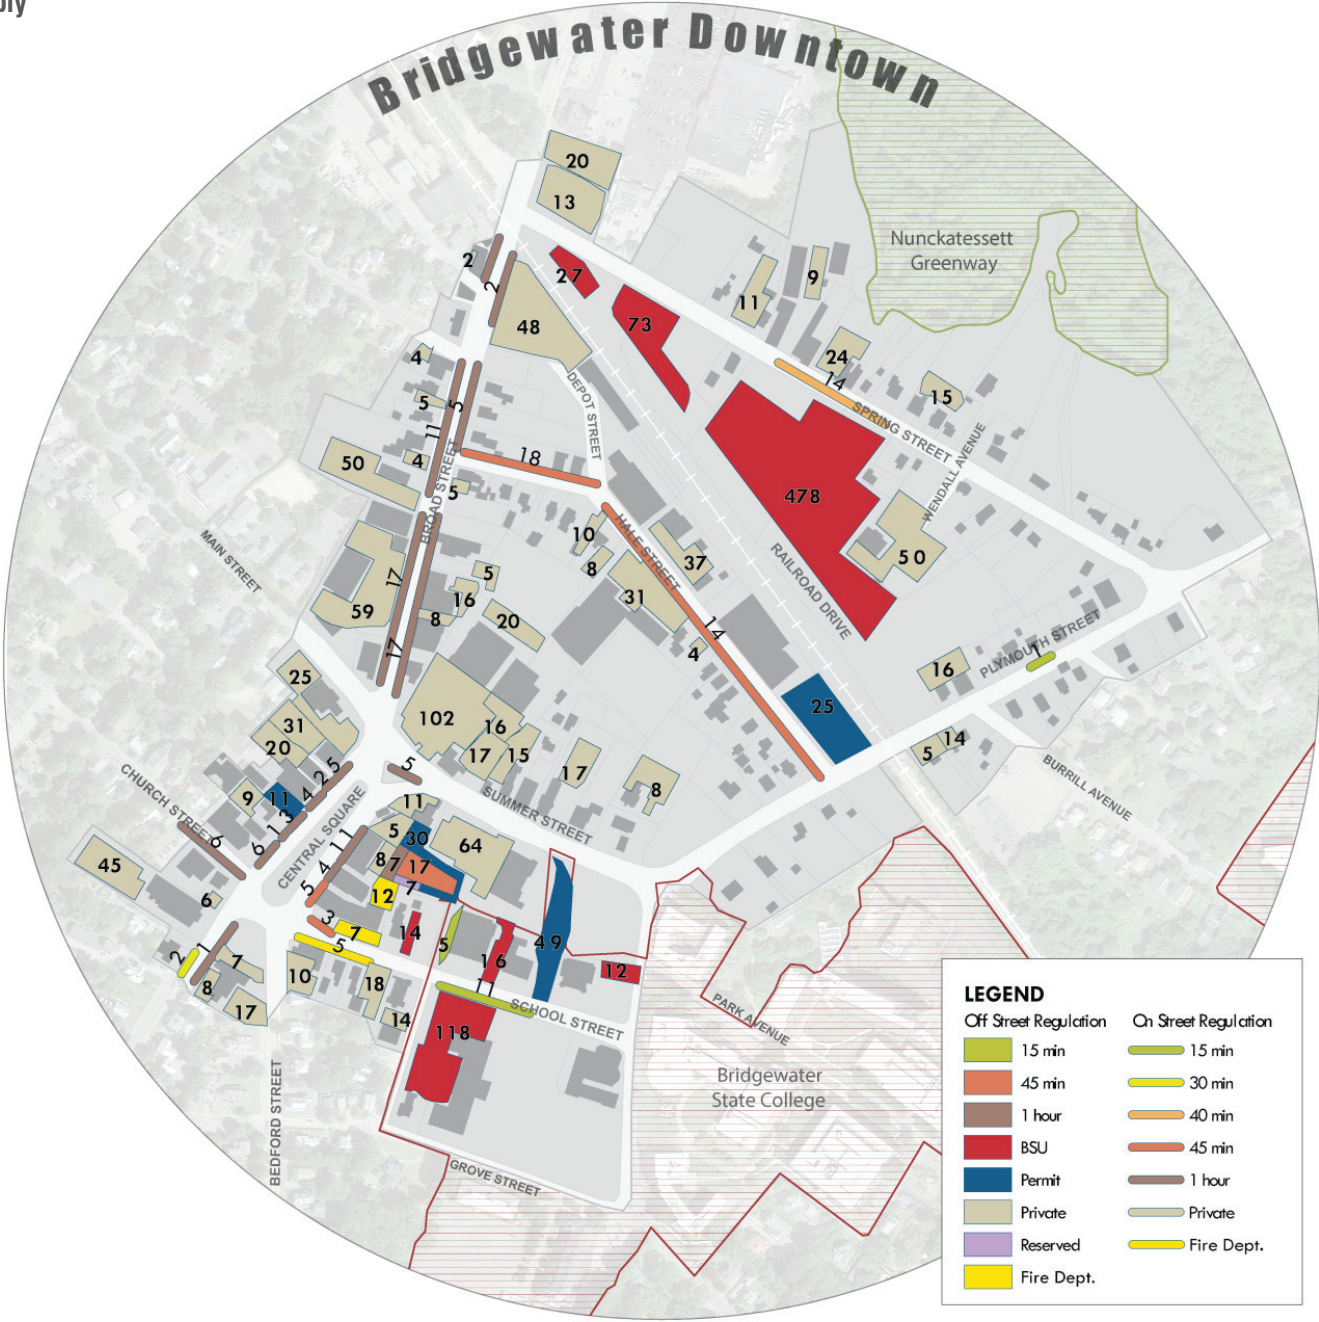 Bridgewater Downtown
20
13
Nunckatessett
Greenway
2
27
9
11
2
73
48
24
4
14
15
DEPOT STREET
5
5
SPRING STREET
11
WENDALL AVENUE
50
4
18
BROAD STREET
5
478
10
HALE STREET
MAIN STREET
37
50
8
RAILROAD DRIVE
5
17
16
31
59
8
20
14
PLYMOUTH STREET
17
4
1
16
25
102
25
31
16
20
17
15
14
5
5
17
CHURCH STREET
2.5
8
BURRILL AVENUE
9
11
4
SUMMER STREET
11
3
1
CENTRAL SQUARE
6
6
11
5
30
64
4
8
7
17
45
5
12
7
6
3
7
14
5
49
1
5
16
2
7
10
12
18
8
11
17
14
SCHOOL STREET
PARK AVENUE
118
Bridgewater
State College
BEDFORD STREET
GROVE STREET
LEGEND
Off Street Regulation
15 min
45 min
1 hour
BSU
Permit
Private
Reserved
Fire Dept.
On Street Regulation
15 min
30 min
40 min
45 min
1 hour
Private
Fire Dept.